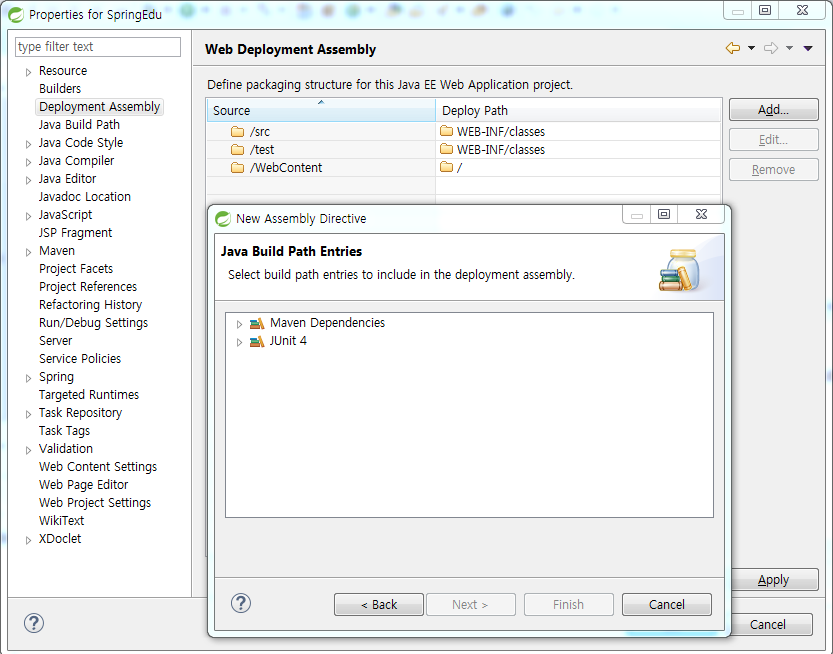 Properties for SpringEdu
type filter text
Resource
Builders
Deployment Assembly
Java Build Path
Java Code Style
Java Compiler
Java Editor
Javadoc Location
JavaScript
JSP Fragment
Maven
Project Facets
Project References
Refactoring History
Run/Debug Settings
Server
Service Policies
Spring
Targeted Runtimes
Task Repository
Task Tags
Validation
Web Content Settings
Web Page Editor
Web Project Settings
WikiText
XDoclet
Web Deployment Assembly
Define packaging structure for this Java EE Web Application project.
Source Deploy Path
/src WEB-INF/classes
/test WEB-INF/classes
/WebContent /
Add...
Edit...
Remove
New Assembly Directive
Java Build Path Entries
Select build path entries to include in the deployment assembly.
Maven Dependencies
JUnit 4
< Back Next > Finish Cancel
Apply
Cancel